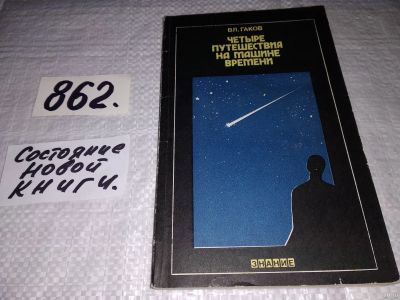 862.
Состояние
новой
книги.
ВЛ. ГАКОВ
ЧЕТЫРЕ
ПУТЕШЕСТВИЯ
НА МАШИНЕ
ВРЕМЕНИ
ЗНАНИЕ